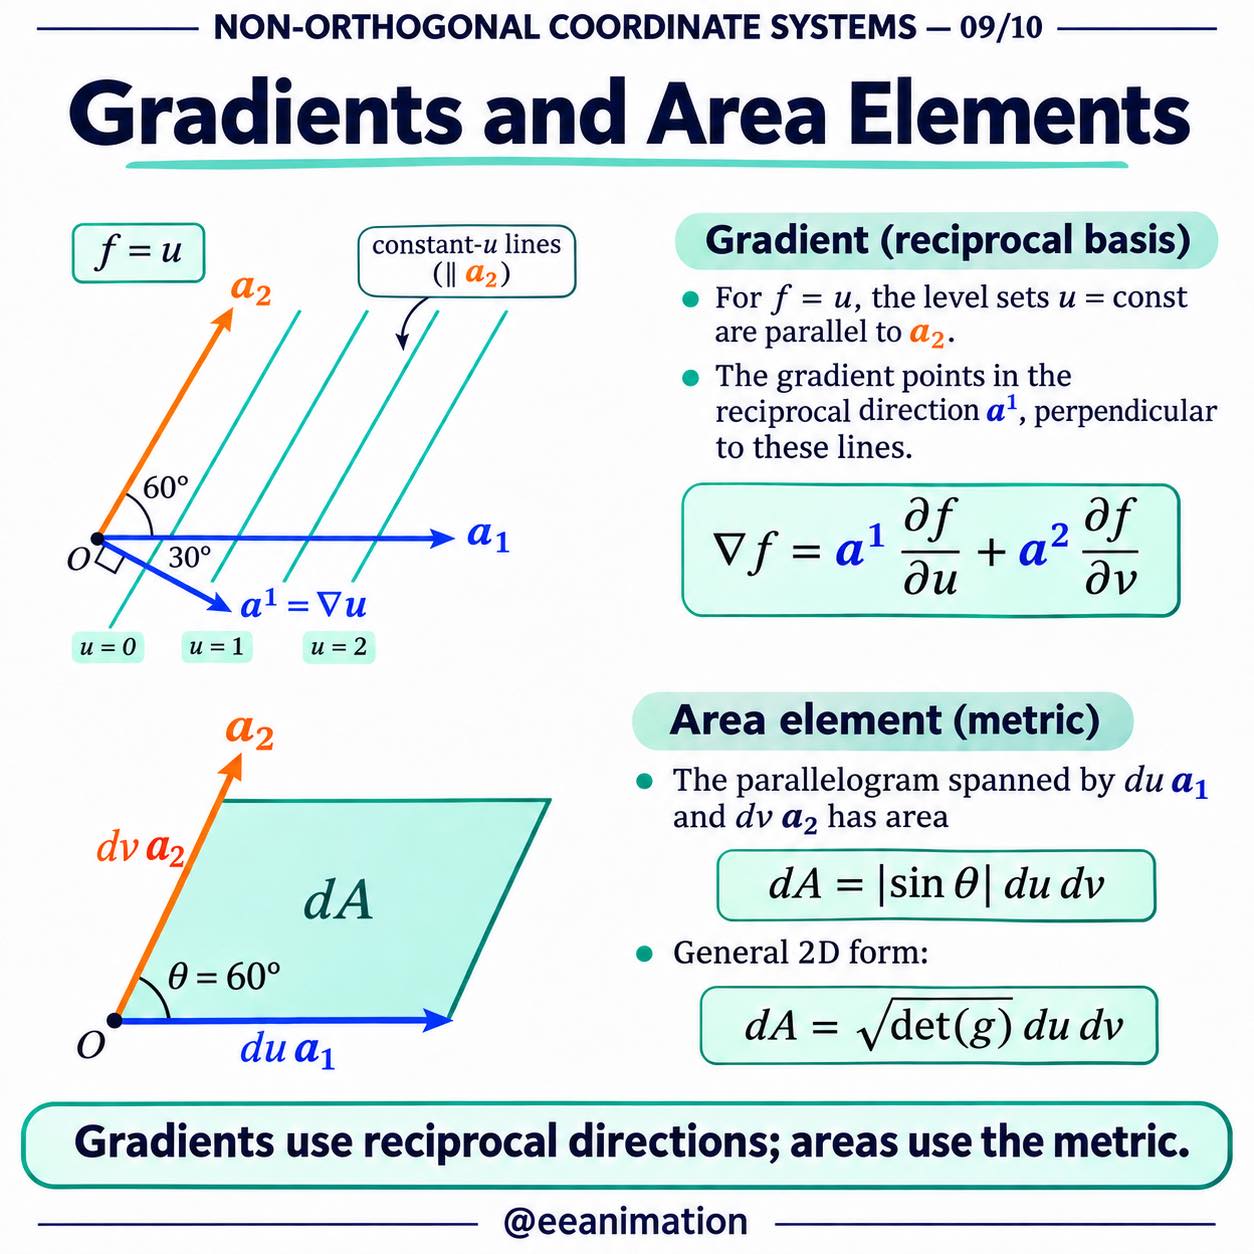 NON-ORTHOGONAL COORDINATE SYSTEMS — 09/10
Gradients and Area Elements
f = u
constant-u lines
(∥ a₂)
a₂
60°
O
30°
a₁
a¹ = ∇u
u = 0
u = 1
u = 2
Gradient (reciprocal basis)
For f = u, the level sets u = const
are parallel to a₂.
The gradient points in the
reciprocal direction a¹, perpendicular
to these lines.
∇f = a¹ ∂f/∂u + a² ∂f/∂v
a₂
dv a₂
dA
θ = 60°
O
du a₁
Area element (metric)
The parallelogram spanned by du a₁
and dv a₂ has area
dA = |sin θ| du dv
General 2D form:
dA = √det(g) du dv
Gradients use reciprocal directions; areas use the metric.
@eeanimation